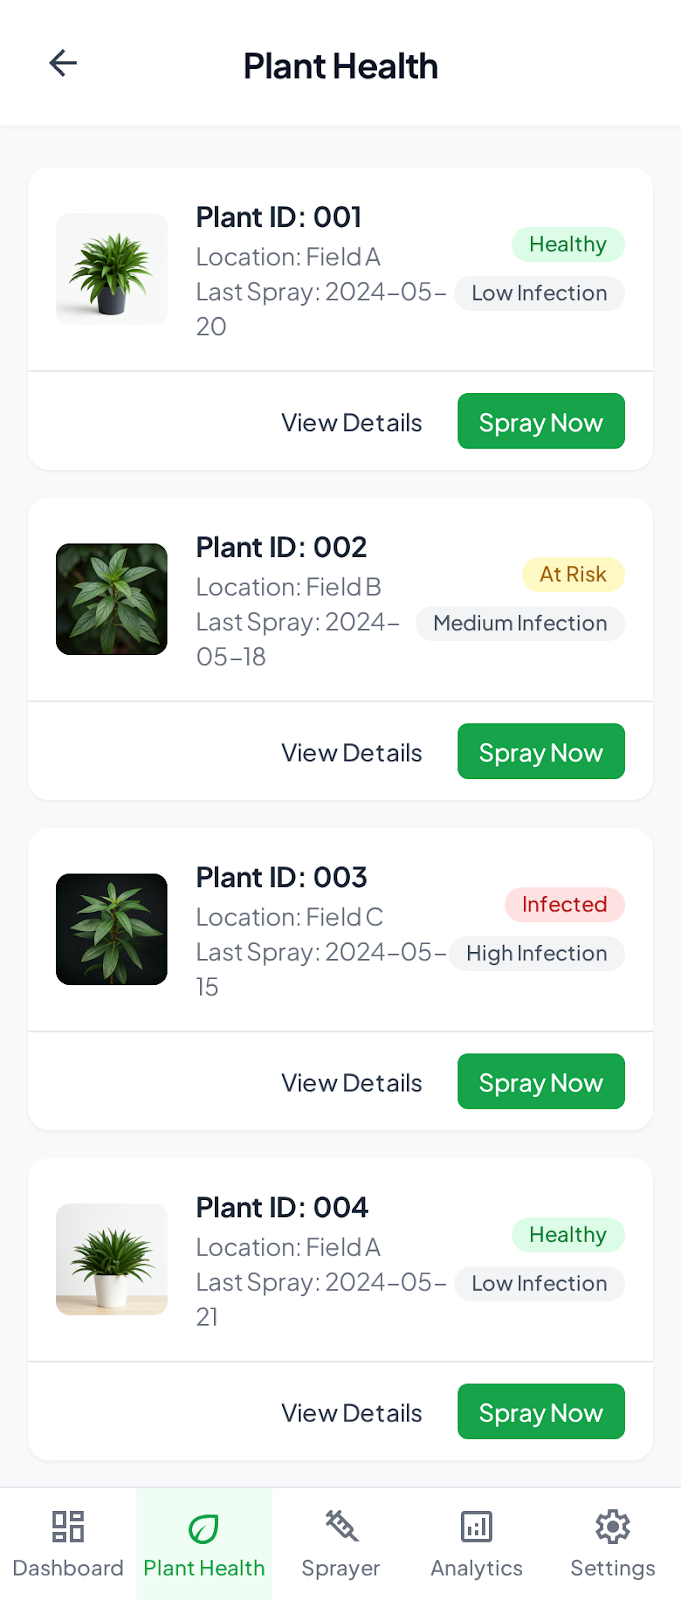 Plant Health
Plant ID: 001
Location: Field A
Last Spray: 2024-05-
20
Healthy
Low Infection
View Details
Spray Now
Plant ID: 002
Location: Field B
Last Spray: 2024-
05-18
At Risk
Medium Infection
View Details
Spray Now
Plant ID: 003
Location: Field C
Last Spray: 2024-05-
15
Infected
High Infection
View Details
Spray Now
Plant ID: 004
Location: Field A
Last Spray: 2024-05-
21
Healthy
Low Infection
View Details
Spray Now
Dashboard
Plant Health
Sprayer
Analytics
Settings